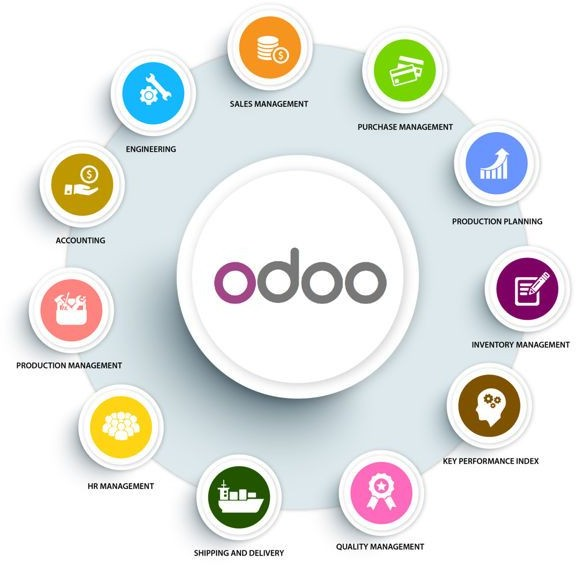 SALES MANAGEMENT
PURCHASE MANAGEMENT
ENGINEERING
PRODUCTION PLANNING
ACCOUNTING
odoo
INVENTORY MANAGEMENT
PRODUCTION MANAGEMENT
KEY PERFORMANCE INDEX
HR MANAGEMENT
QUALITY MANAGEMENT
SHIPPING AND DELIVERY